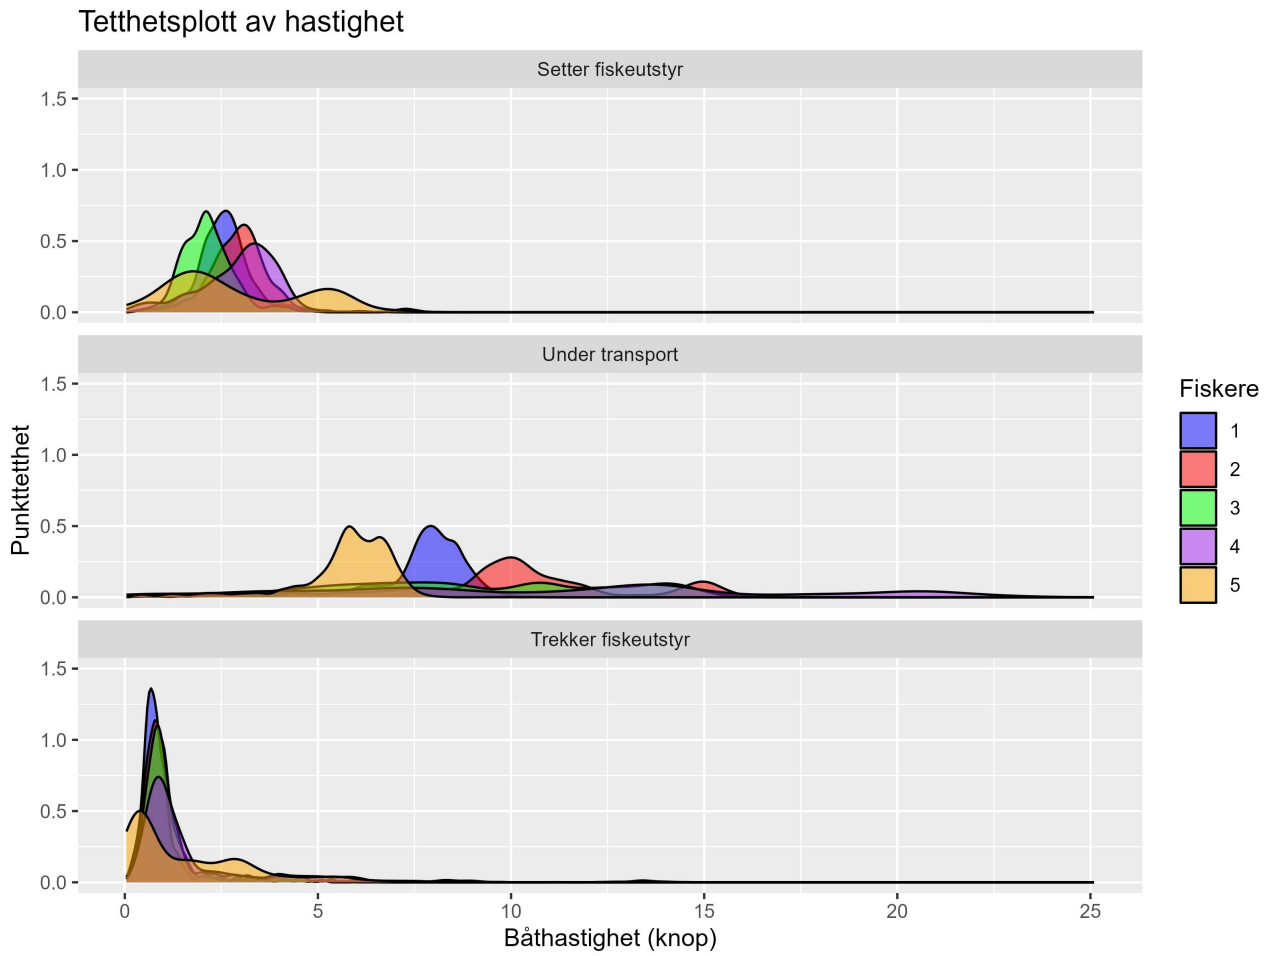 Tetthetsplott av hastighet
Setter fiskeutstyr
1.5
1.0
0.5
0.0
Under transport
1.5
1.0
0.5
0.0
Trekker fiskeutstyr
1.5
1.0
0.5
0.0
0 5 10 15 20 25
Båthastighet (knop)
Punkttetthet
Fiskere
1
2
3
4
5